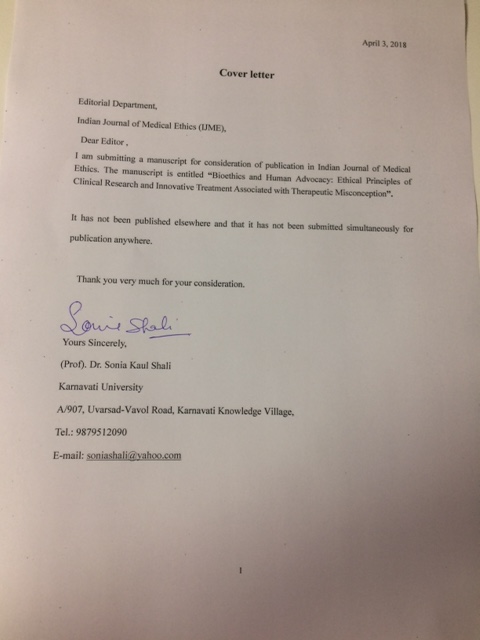 April 3, 2018
Cover letter
Editorial Department,
Indian Journal of Medical Ethics (IJME),
Dear Editor ,
I am submitting a manuscript for consideration of publication in Indian Journal of Medical
Ethics. The manuscript is entitled “Bioethics and Human Advocacy: Ethical Principles of
Clinical Research and Innovative Treatment Associated with Therapeutic Misconception”.
It has not been published elsewhere and that it has not been submitted simultaneously for
publication anywhere.
Thank you very much for your consideration.
Shali
Yours Sincerely,
(Prof). Dr. Sonia Kaul Shali
Karnavati University
A/907, Uvarsad-Vavol Road, Karnavati Knowledge Village,
Tel.: 9879512090
E-mail: soniashali@yahoo.com
1